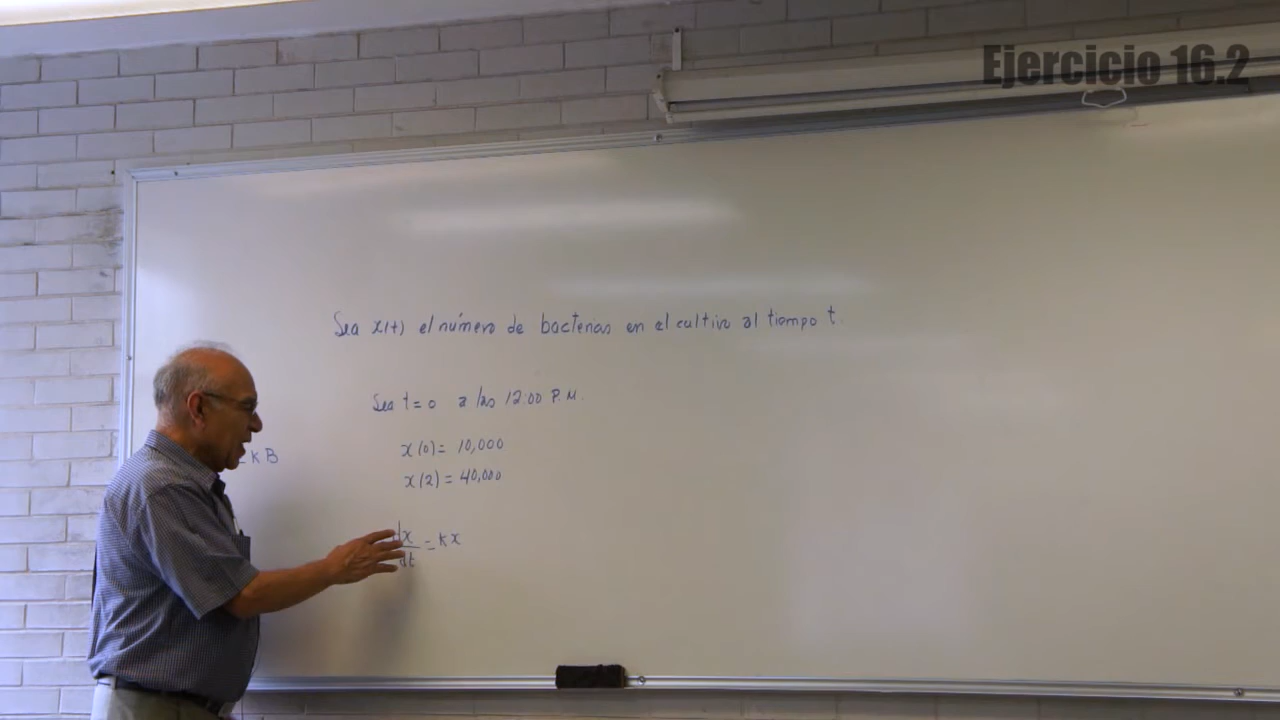 Ejercicio 16.2
Sea x(t) el número de bacterias en el cultivo al tiempo t.
Sea t=0 a las 12:00 P.M.
x(0)= 10,000
=kB
x(2)= 40,000
dx/dt = kx